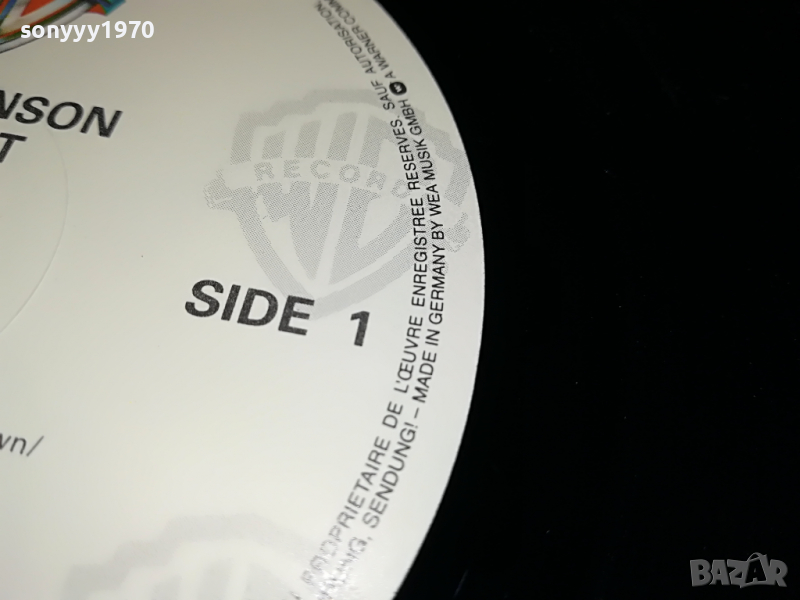 sonyyy1970
NSON
T
RECORDS
SIDE 1
wn/
PROPRIETAIRE DE L'ŒUVRE ENREGISTREE RESERVES. SAUF AUTORISATION,
SENDUNG! – MADE IN GERMANY BY WEA MUSIK GMBH A WARNER COMM
BAZAR